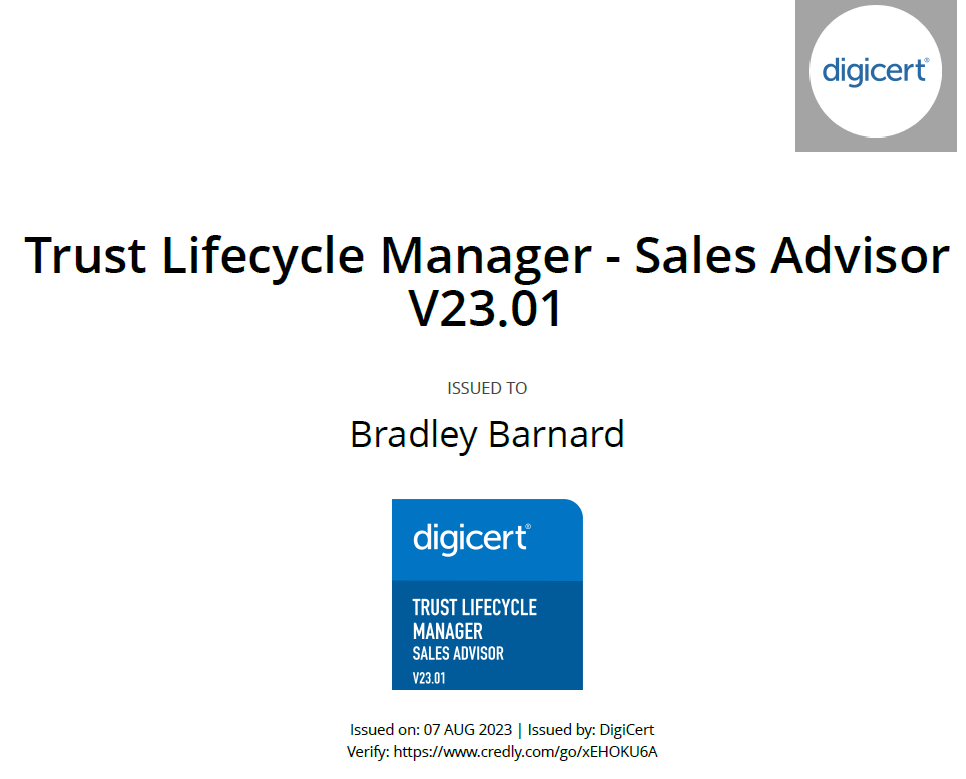 digicert®
Trust Lifecycle Manager - Sales Advisor
V23.01
ISSUED TO
Bradley Barnard
digicert®
TRUST LIFECYCLE
MANAGER
SALES ADVISOR
V23.01
Issued on: 07 AUG 2023 | Issued by: DigiCert
Verify: https://www.credly.com/go/xEHOKU6A